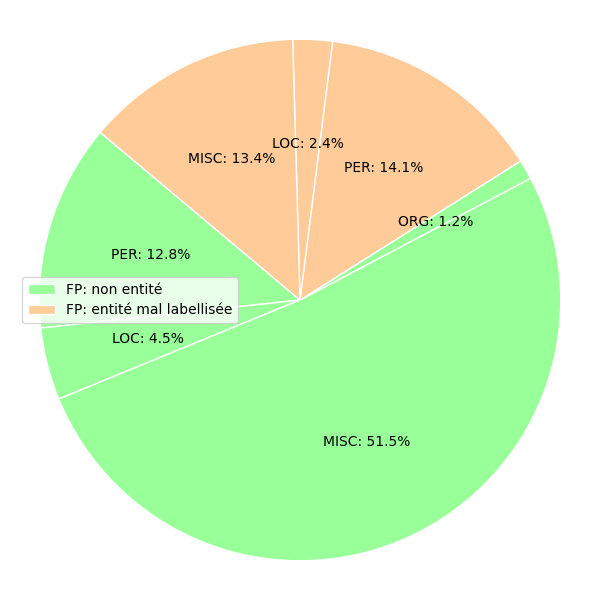 LOC: 2.4%
MISC: 13.4%
PER: 14.1%
ORG: 1.2%
PER: 12.8%
FP: non entité
FP: entité mal labellisée
LOC: 4.5%
MISC: 51.5%